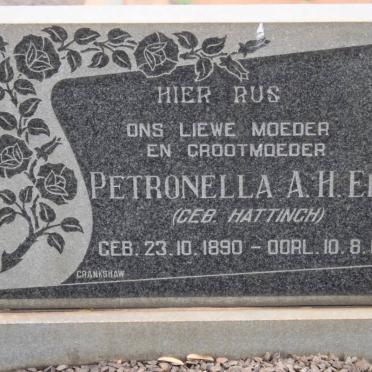 HIER RUS
ONS LIEWE MOEDER
EN GROOTMOEDER
PETRONELLA A.H.
(GEB. HATTINGH)
GEB. 23.10.1890 – OORL. 10.8.
CRANKSHAW